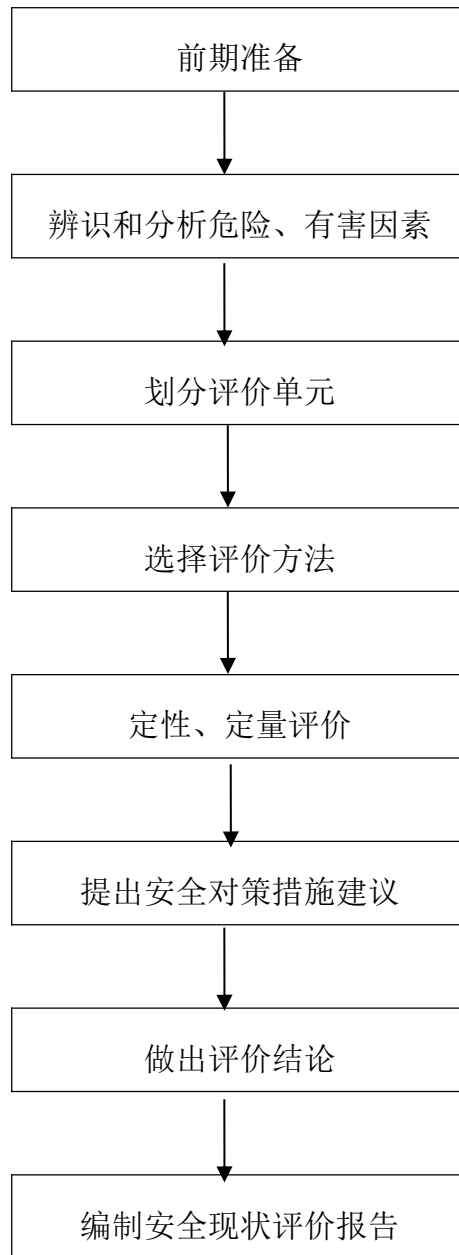 前期准备
辨识和分析危险、有害因素
划分评价单元
选择评价方法
定性、定量评价
提出安全对策措施建议
做出评价结论
编制安全现状评价报告